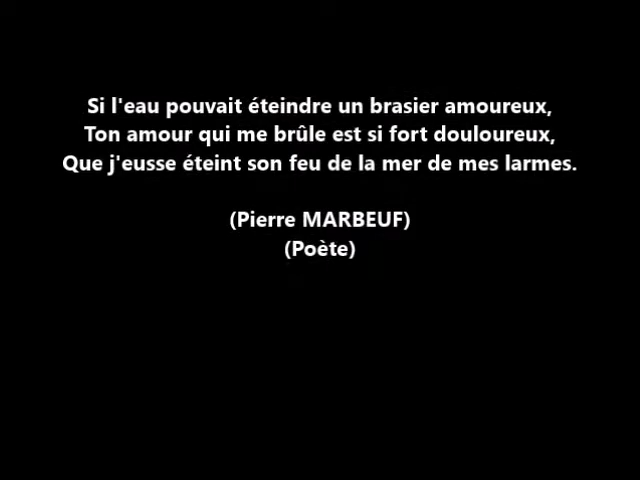 Si l'eau pouvait éteindre un brasier amoureux,
Ton amour qui me brûle est si fort douloureux,
Que j'eusse éteint son feu de la mer de mes larmes.
(Pierre MARBEUF)
(Poète)